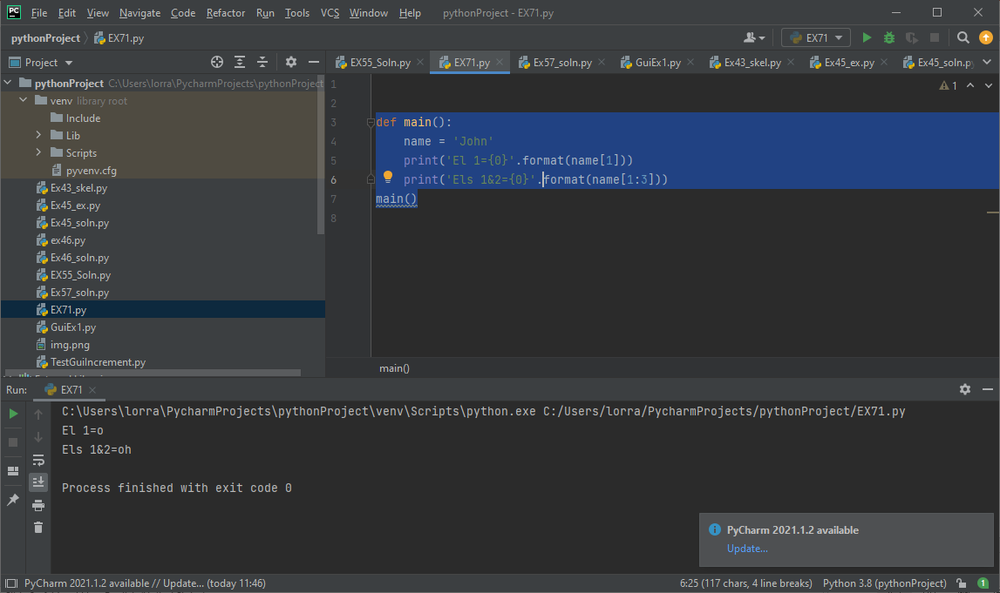 PC File Edit View Navigate Code Refactor Run Tools VCS Window Help pythonProject - EX71.py
pythonProject EX71.py EX71
Project EX55_Soln.py EX71.py Ex57_soln.py GuiEx1.py Ex43_skel.py Ex45_ex.py Ex45_soln.py
pythonProject C:\Users\lorra\PycharmProjects\pythonProject
venv library root
Include
Lib
Scripts
pyvenv.cfg
Ex43_skel.py
Ex45_ex.py
Ex45_soln.py
ex46.py
Ex46_soln.py
EX55_Soln.py
Ex57_soln.py
EX71.py
GuiEx1.py
img.png
TestGuiIncrement.py
1
2
3 def main():
4 name = 'John'
5 print('El 1={0}'.format(name[1]))
6 print('Els 1&2={0}'.format(name[1:3]))
7 main()
8
1
main()
Run: EX71
C:\Users\lorra\PycharmProjects\pythonProject\venv\Scripts\python.exe C:/Users/lorra/PycharmProjects/pythonProject/EX71.py
El 1=o
Els 1&2=oh
Process finished with exit code 0
PyCharm 2021.1.2 available
Update...
PyCharm 2021.1.2 available // Update... (today 11:46) 6:25 (117 chars, 4 line breaks) Python 3.8 (pythonProject) 1